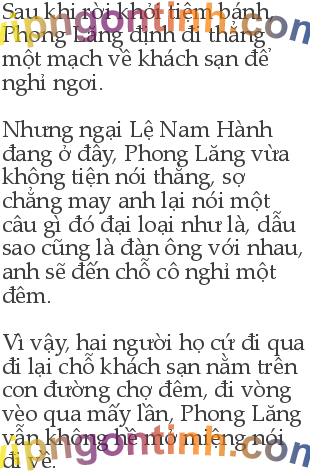 Sau khi rời khỏi tiệm bánh,
Phong Lăng định đi thẳng
một mạch về khách sạn để
nghỉ ngơi.
Nhưng ngại Lệ Nam Hành
đang ở đây, Phong Lăng vừa
không tiện nói thẳng, sợ
chẳng may anh lại nói một
câu gì đó đại loại như là, dẫu
sao cũng là đàn ông với nhau,
anh sẽ đến chỗ cô nghỉ một
đêm.
Vì vậy, hai người họ cứ đi qua
đi lại chỗ khách sạn nằm trên
con đường chợ đêm, đi vòng
vèo qua mấy lần, Phong Lăng
vẫn không hề mở miệng nói
đi về.
vipngontinh.com
vipngontinh.com